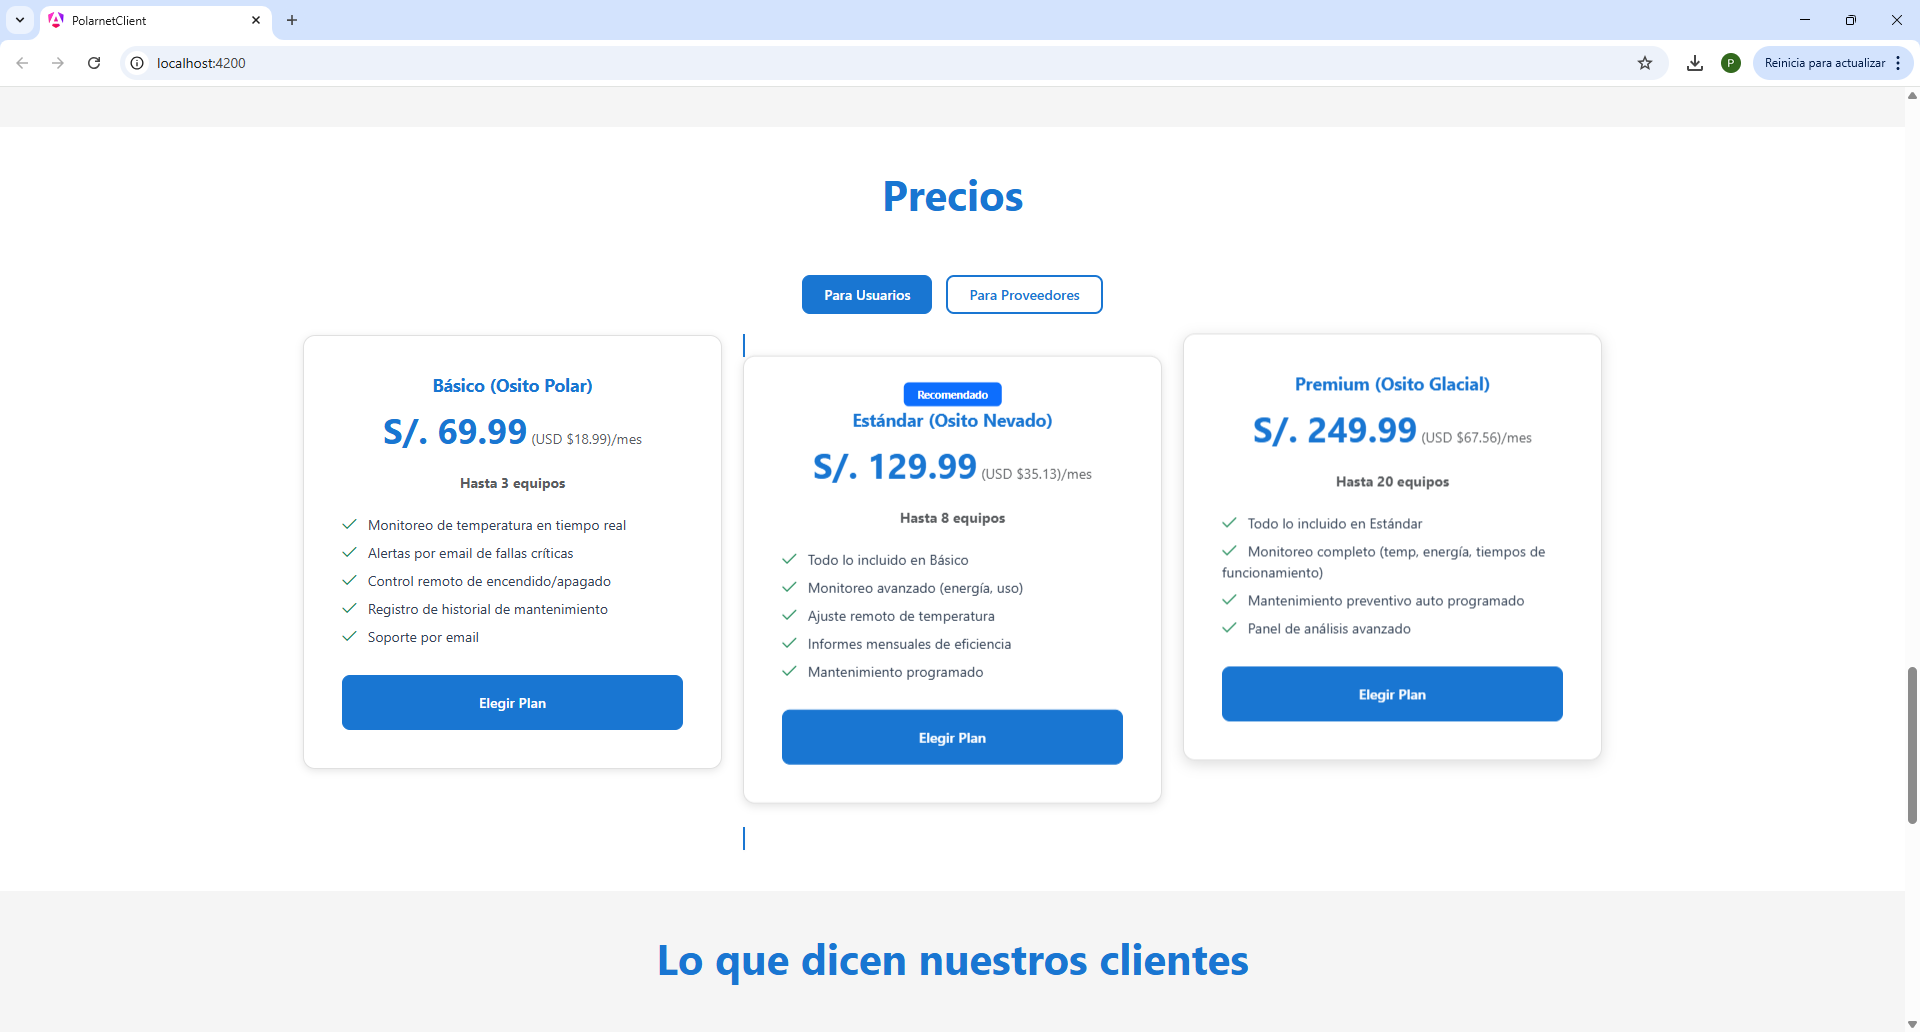 PolarnetClient
localhost:4200
P
Reinicia para actualizar
Precios
Para Usuarios
Para Proveedores
Básico (Osito Polar)
S/. 69.99 (USD $18.99)/mes
Hasta 3 equipos
Monitoreo de temperatura en tiempo real
Alertas por email de fallas críticas
Control remoto de encendido/apagado
Registro de historial de mantenimiento
Soporte por email
Elegir Plan
Recomendado
Estándar (Osito Nevado)
S/. 129.99 (USD $35.13)/mes
Hasta 8 equipos
Todo lo incluido en Básico
Monitoreo avanzado (energía, uso)
Ajuste remoto de temperatura
Informes mensuales de eficiencia
Mantenimiento programado
Elegir Plan
Premium (Osito Glacial)
S/. 249.99 (USD $67.56)/mes
Hasta 20 equipos
Todo lo incluido en Estándar
Monitoreo completo (temp, energía, tiempos de
funcionamiento)
Mantenimiento preventivo auto programado
Panel de análisis avanzado
Elegir Plan
Lo que dicen nuestros clientes